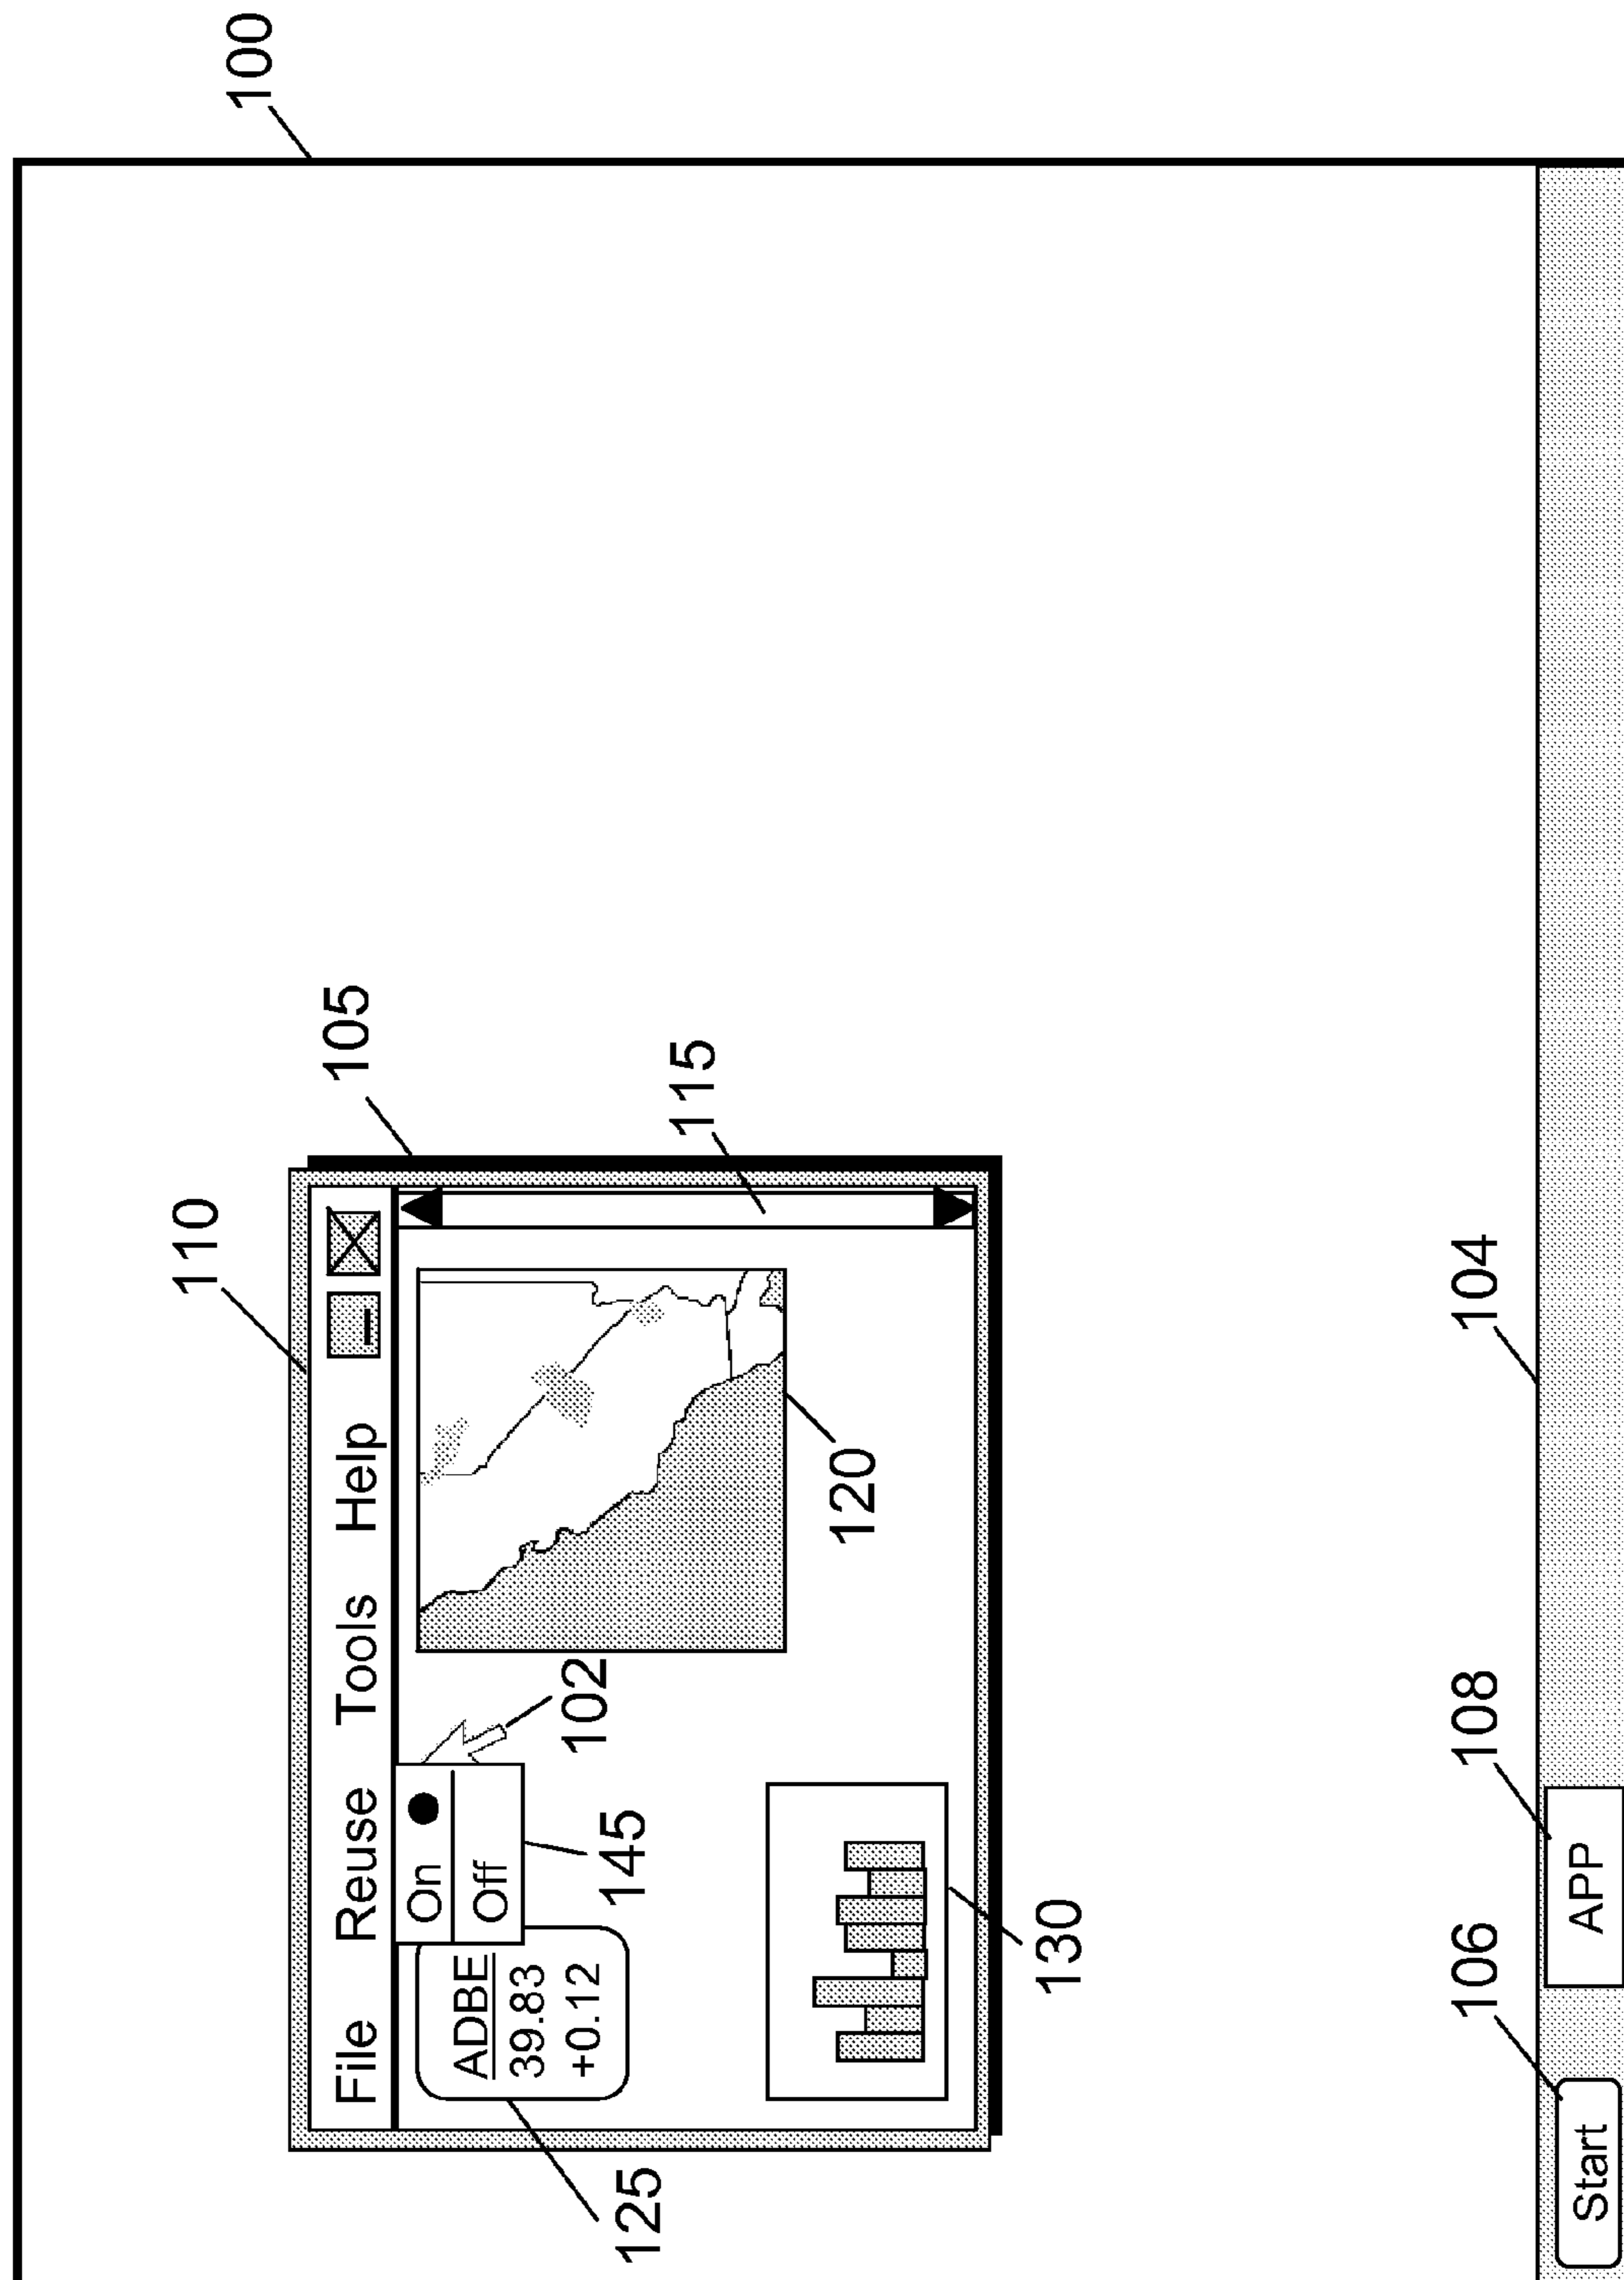 100
110
105
File Reuse Tools Help
On
Off
ADBE
39.83
+0.12
102
115
125
145
120
130
106
108
104
Start
APP